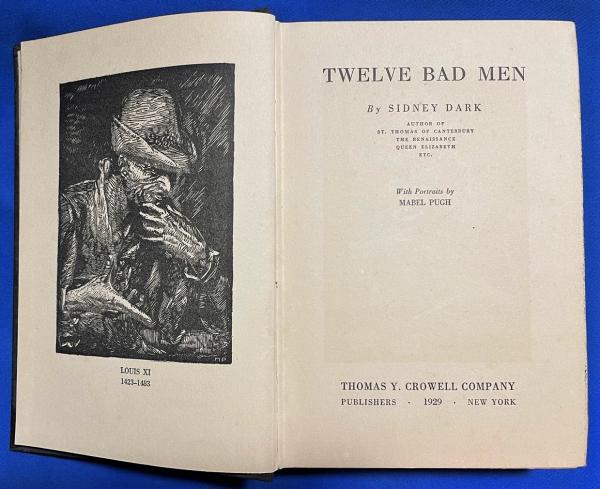 MP
LOUIS XI
1423–1483
TWELVE BAD MEN
By SIDNEY DARK
AUTHOR OF
ST. THOMAS OF CANTERBURY
THE RENAISSANCE
QUEEN ELIZABETH
ETC.
With Portraits by
MABEL PUGH
THOMAS Y. CROWELL COMPANY
PUBLISHERS · 1929 · NEW YORK